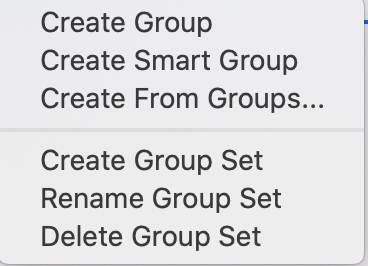 Create Group
Create Smart Group
Create From Groups...
Create Group Set
Rename Group Set
Delete Group Set